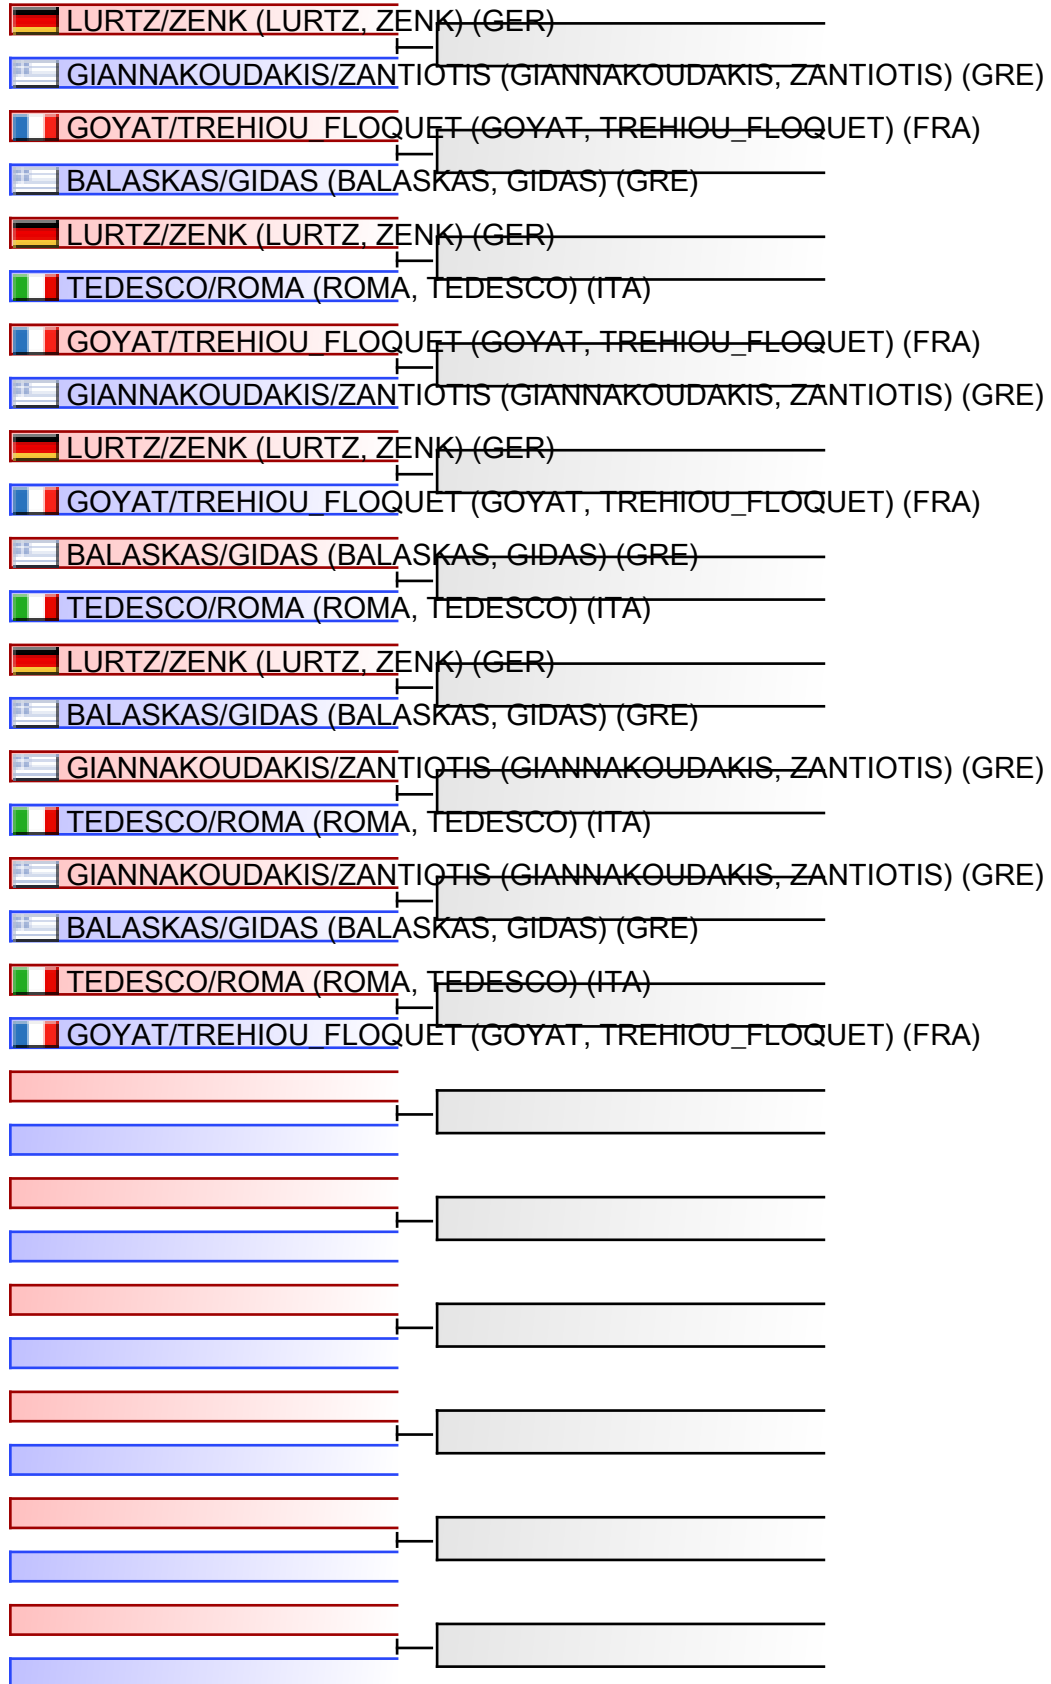 LURTZ/ZENK (LURTZ, ZENK) (GER)
GIANNAKOUDAKIS/ZANTIOTIS (GIANNAKOUDAKIS, ZANTIOTIS) (GRE)
GOYAT/TREHIOU_FLOQUET (GOYAT, TREHIOU_FLOQUET) (FRA)
BALASKAS/GIDAS (BALASKAS, GIDAS) (GRE)
LURTZ/ZENK (LURTZ, ZENK) (GER)
TEDESCO/ROMA (ROMA, TEDESCO) (ITA)
GOYAT/TREHIOU_FLOQUET (GOYAT, TREHIOU_FLOQUET) (FRA)
GIANNAKOUDAKIS/ZANTIOTIS (GIANNAKOUDAKIS, ZANTIOTIS) (GRE)
LURTZ/ZENK (LURTZ, ZENK) (GER)
GOYAT/TREHIOU_FLOQUET (GOYAT, TREHIOU_FLOQUET) (FRA)
BALASKAS/GIDAS (BALASKAS, GIDAS) (GRE)
TEDESCO/ROMA (ROMA, TEDESCO) (ITA)
LURTZ/ZENK (LURTZ, ZENK) (GER)
BALASKAS/GIDAS (BALASKAS, GIDAS) (GRE)
GIANNAKOUDAKIS/ZANTIOTIS (GIANNAKOUDAKIS, ZANTIOTIS) (GRE)
TEDESCO/ROMA (ROMA, TEDESCO) (ITA)
GIANNAKOUDAKIS/ZANTIOTIS (GIANNAKOUDAKIS, ZANTIOTIS) (GRE)
BALASKAS/GIDAS (BALASKAS, GIDAS) (GRE)
TEDESCO/ROMA (ROMA, TEDESCO) (ITA)
GOYAT/TREHIOU_FLOQUET (GOYAT, TREHIOU_FLOQUET) (FRA)